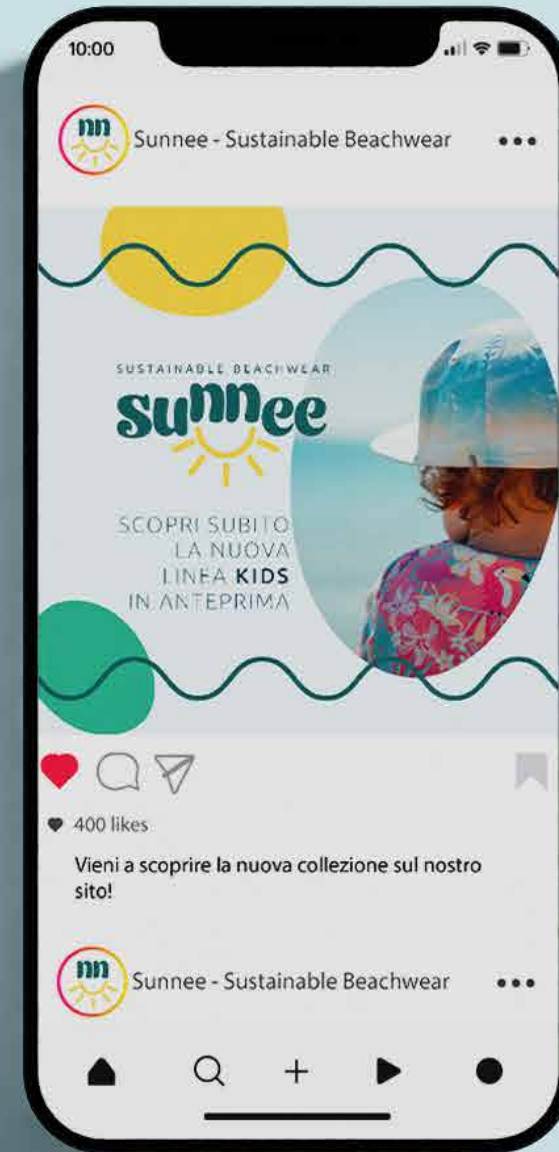 10:00
nn
Sunnee - Sustainable Beachwear
SUSTAINABLE BEACHWEAR
sunnee
SCOPRI SUBITO
LA NUOVA
LINEA KIDS
IN ANTEPRIMA
400 likes
Vieni a scoprire la nuova collezione sul nostro
sito!
nn
Sunnee - Sustainable Beachwear